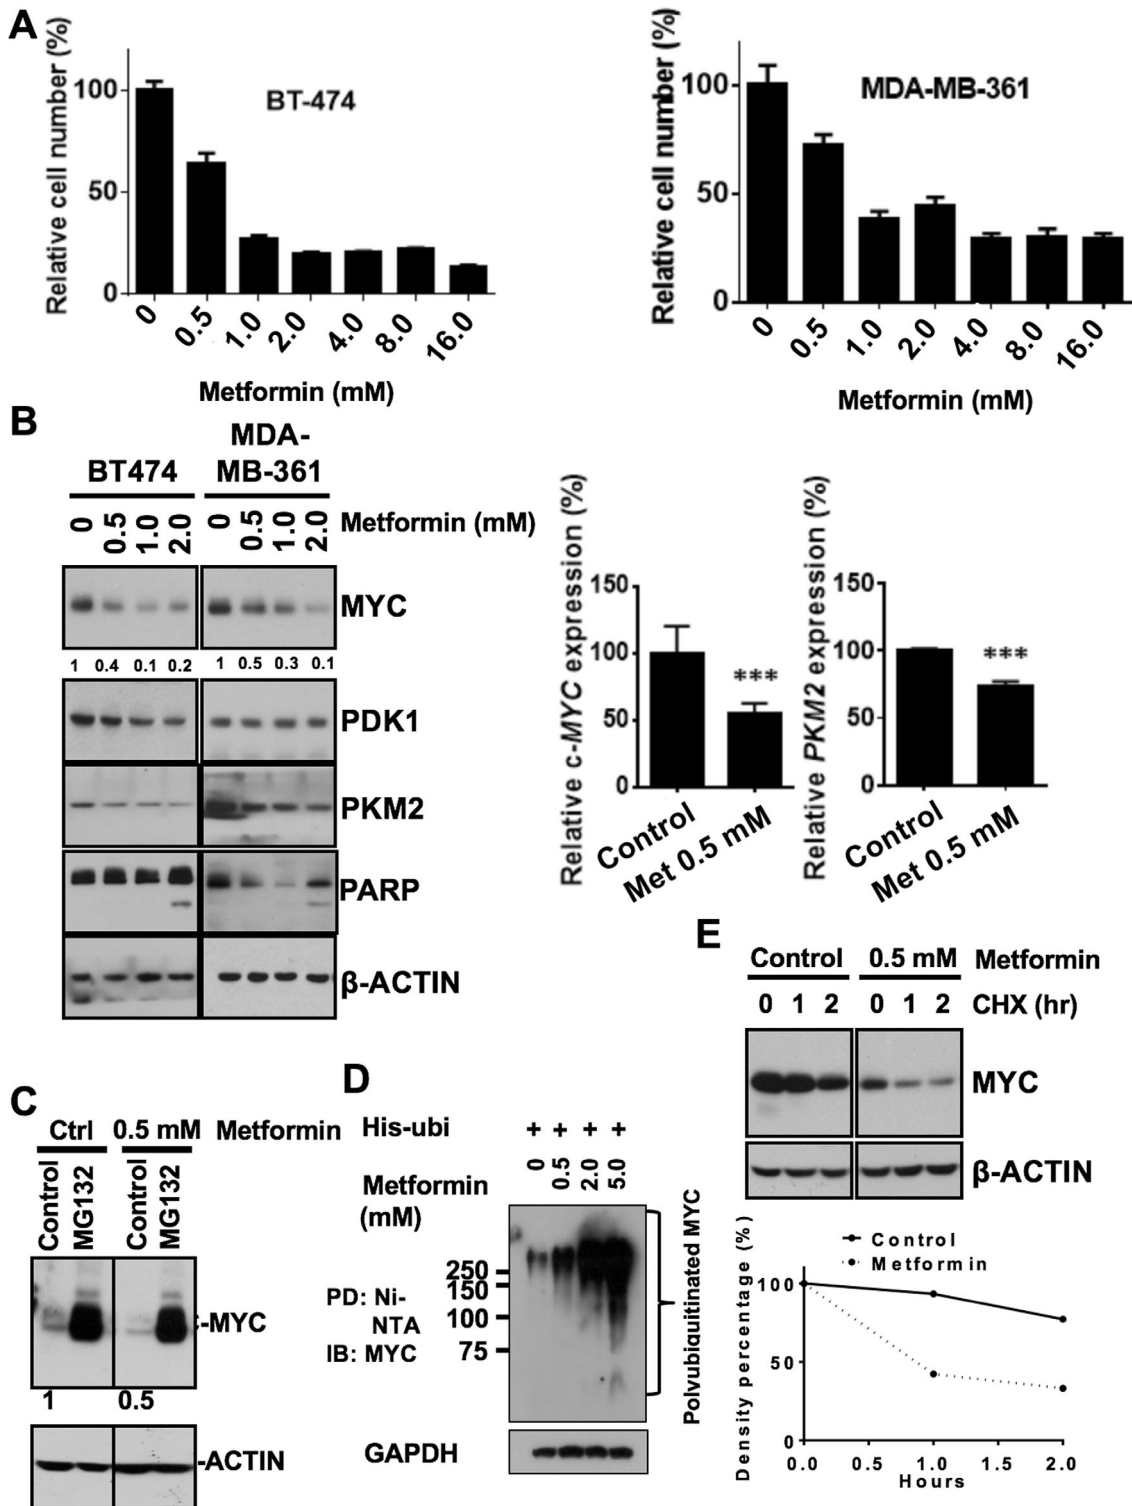 A
Relative cell number (%)
100
50
0
BT-474
0 0.5 1.0 2.0 4.0 8.0 16.0
Metformin (mM)
Relative cell number (%)
100
50
0
MDA-MB-361
0 0.5 1.0 2.0 4.0 8.0 16.0
Metformin (mM)
B
BT474
MDA-
MB-361
0 0.5 1.0 2.0 0 0.5 1.0 2.0 Metformin (mM)
MYC
1 0.4 0.1 0.2 1 0.5 0.3 0.1
PDK1
PKM2
PARP
β-ACTIN
Relative c-MYC expression (%)
150
100
50
0
***
Control
Met 0.5 mM
Relative PKM2 expression (%)
150
100
50
0
***
Control
Met 0.5 mM
C
Ctrl 0.5 mM Metformin
Control MG132 Control MG132
-MYC
1 0.5
-ACTIN
D
His-ubi + + + +
Metformin
(mM)
0 0.5 2.0 5.0
250
150
100
75
PD: Ni-
NTA
IB: MYC
Polvubiquitinated MYC
GAPDH
E
Control 0.5 mM Metformin
0 1 2 0 1 2 CHX (hr)
MYC
β-ACTIN
Control
Metformin
Density percentage (%)
100
50
0
0.0 0.5 1.0 1.5 2.0
Hours